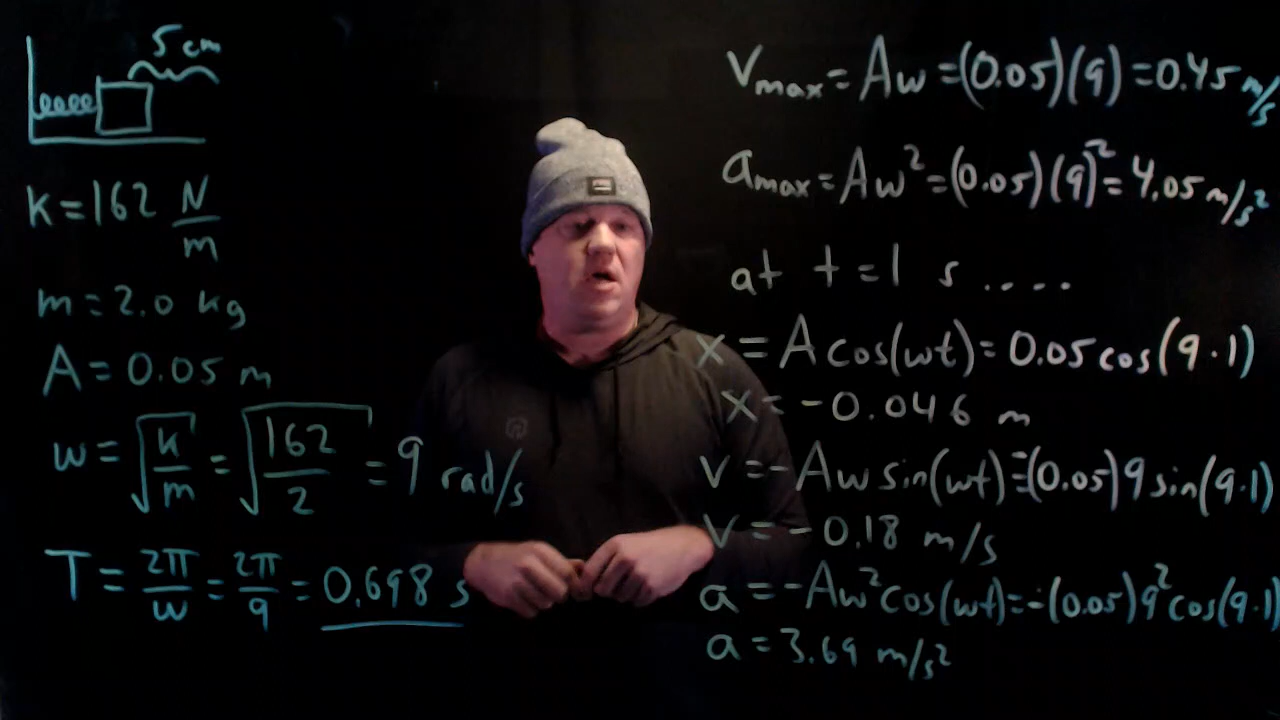 5 cm
K = 162 N/m
m = 2.0 kg
A = 0.05 m
w = √(k/m) = √(162/2) = 9 rad/s
T = 2π/w = 2π/9 = 0.698 s
Vmax = Aw = (0.05)(9) = 0.45 m/s
amax = Aw² = (0.05)(9)² = 4.05 m/s²
at t = 1 s ....
x = A cos(wt) = 0.05 cos(9·1)
x = -0.046 m
V = -Aw sin(wt) = -(0.05)9 sin(9·1)
V = -0.18 m/s
a = -Aw² cos(wt) = -(0.05)9² cos(9·1)
a = 3.69 m/s²